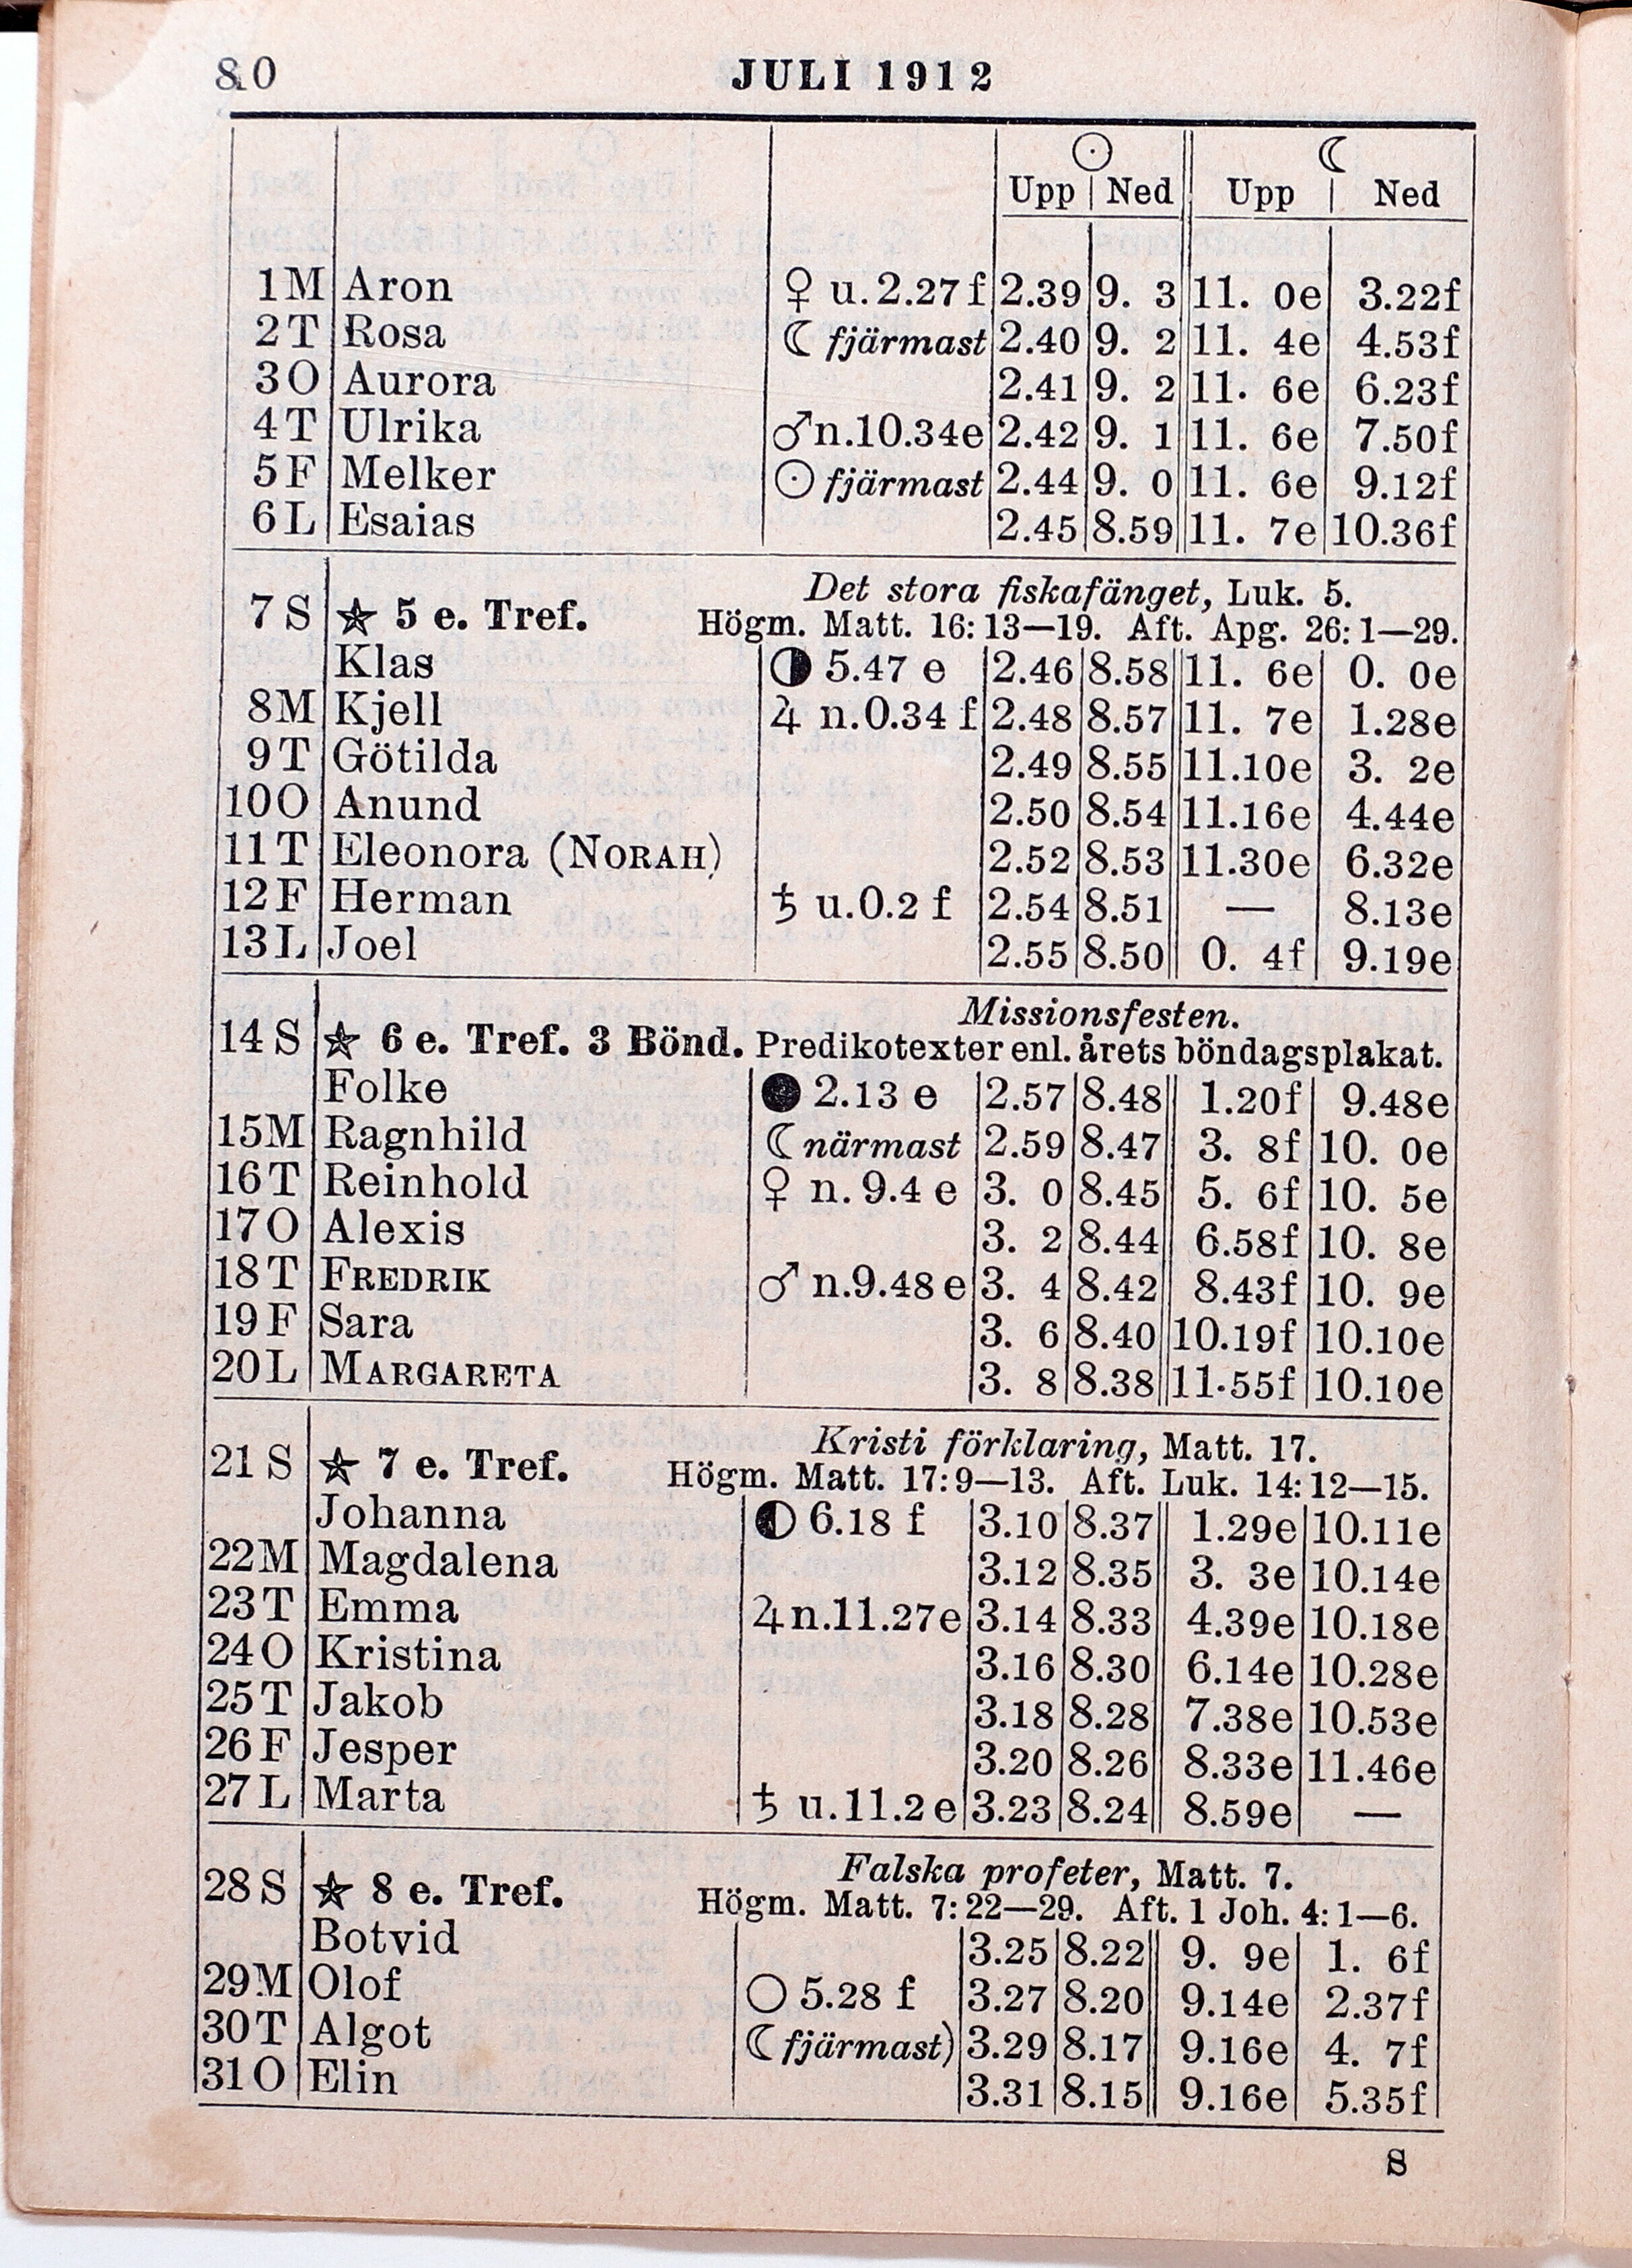 80 JULI 1912
☉ ☾
Upp Ned Upp Ned
1 M Aron ♀ u. 2.27 f 2.39 9. 3 11. 0e 3.22f
2 T Rosa ☾ fjärmast 2.40 9. 2 11. 4e 4.53f
3 O Aurora 2.41 9. 2 11. 6e 6.23f
4 T Ulrika ♂ n.10.34e 2.42 9. 1 11. 6e 7.50f
5 F Melker ☉ fjärmast 2.44 9. 0 11. 6e 9.12f
6 L Esaias 2.45 8.59 11. 7e 10.36f
Det stora fiskafänget, Luk. 5.
7 S ★ 5 e. Tref. Högm. Matt. 16: 13—19. Aft. Apg. 26: 1—29.
Klas ◑ 5.47 e 2.46 8.58 11. 6e 0. 0e
8 M Kjell ♃ n.0.34 f 2.48 8.57 11. 7e 1.28e
9 T Götilda 2.49 8.55 11.10e 3. 2e
10 O Anund 2.50 8.54 11.16e 4.44e
11 T Eleonora (NORAH) 2.52 8.53 11.30e 6.32e
12 F Herman ♄ u.0.2 f 2.54 8.51 — 8.13e
13 L Joel 2.55 8.50 0. 4f 9.19e
Missionsfesten.
14 S ★ 6 e. Tref. 3 Bönd. Predikotexter enl. årets böndagsplakat.
Folke ● 2.13 e 2.57 8.48 1.20f 9.48e
15 M Ragnhild ☾ närmast 2.59 8.47 3. 8f 10. 0e
16 T Reinhold ♀ n. 9.4 e 3. 0 8.45 5. 6f 10. 5e
17 O Alexis 3. 2 8.44 6.58f 10. 8e
18 T FREDRIK ♂ n.9.48 e 3. 4 8.42 8.43f 10. 9e
19 F Sara 3. 6 8.40 10.19f 10.10e
20 L MARGARETA 3. 8 8.38 11.55f 10.10e
Kristi förklaring, Matt. 17.
21 S ★ 7 e. Tref. Högm. Matt. 17: 9—13. Aft. Luk. 14: 12—15.
Johanna ◐ 6.18 f 3.10 8.37 1.29e 10.11e
22 M Magdalena 3.12 8.35 3. 3e 10.14e
23 T Emma ♃ n.11.27e 3.14 8.33 4.39e 10.18e
24 O Kristina 3.16 8.30 6.14e 10.28e
25 T Jakob 3.18 8.28 7.38e 10.53e
26 F Jesper 3.20 8.26 8.33e 11.46e
27 L Marta ♄ u.11.2 e 3.23 8.24 8.59e —
Falska profeter, Matt. 7.
28 S ★ 8 e. Tref. Högm. Matt. 7: 22—29. Aft. 1 Joh. 4: 1—6.
Botvid 3.25 8.22 9. 9e 1. 6f
29 M Olof ○ 5.28 f 3.27 8.20 9.14e 2.37f
30 T Algot ☾ fjärmast) 3.29 8.17 9.16e 4. 7f
31 O Elin 3.31 8.15 9.16e 5.35f
8